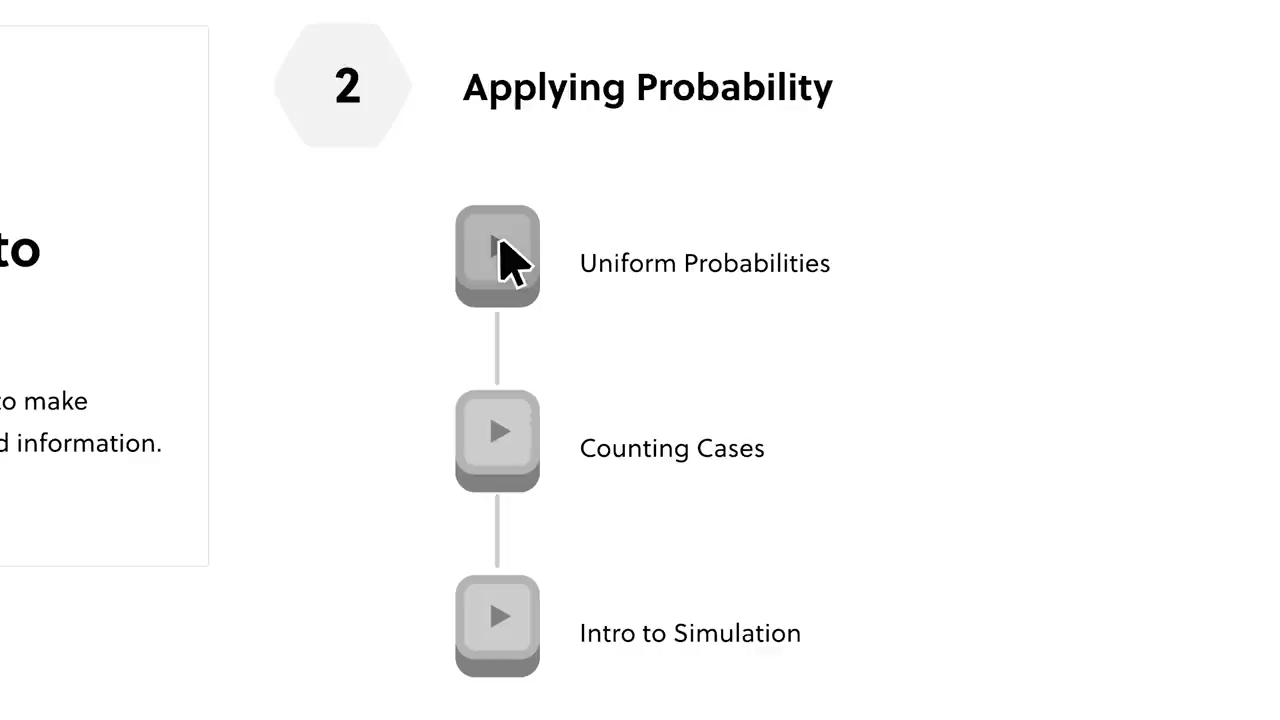 to
to make
d information.
2
Applying Probability
Uniform Probabilities
Counting Cases
Intro to Simulation